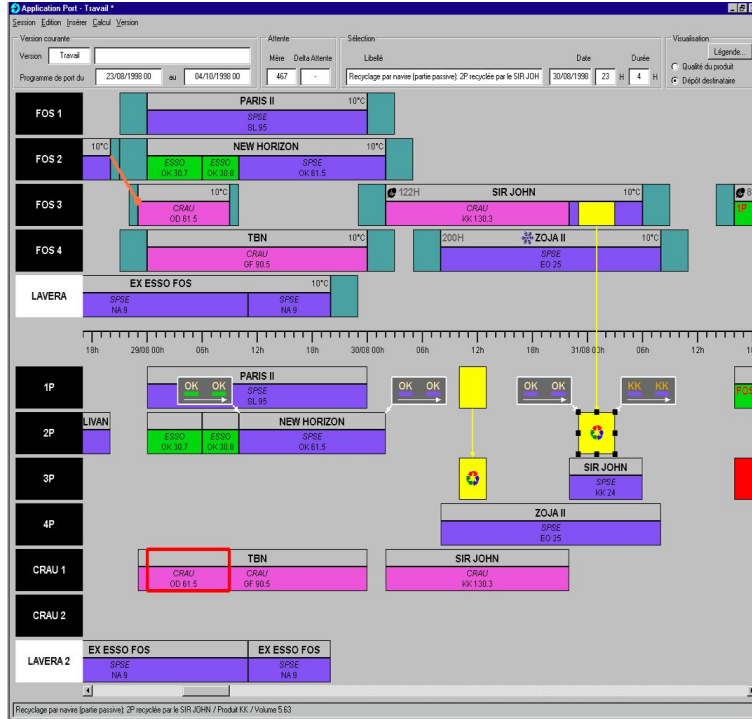 Application Port - Travail *
Session Edition Insérer Calcul Version
Version courante Attente Sélection Visualisation
Version Travail Mère Delta Attente Libellé Date Durée Légende...
Qualité du produit
Programme de port du 23/08/1998 00 au 04/10/1998 00 467 - Recyclage par navire (partie passive): 2P recyclée par le SIR JOH 30/08/1998 23 H 4 H Dépôt destinataire
FOS 1 PARIS II 10°C
SPSE
SL 95
FOS 2 10°C NEW HORIZON 10°C
ESSO ESSO SPSE
OK 30.7 OK 30.8 OK 61.5
FOS 3 10°C 122H SIR JOHN 10°C 8
CRAU CRAU 1P
OD 61.5 KK 130.3
FOS 4 TBN 10°C 200H ZOJA II 10°C
CRAU SPSE
GF 90.5 EO 25
LAVERA EX ESSO FOS 10°C
SPSE SPSE
NA 9 NA 9
18h 29/08 00h 06h 12h 18h 30/08 00h 06h 12h 18h 31/08 00h 06h 12h 18
1P PARIS II
OK OK SPSE OK OK OK OK KK KK FOS
SL 95
2P LIVAN NEW HORIZON
ESSO ESSO SPSE
OK 30.7 OK 30.8 OK 61.5
3P SIR JOHN
SPSE
KK 24
4P ZOJA II
SPSE
EO 25
CRAU 1 TBN SIR JOHN
CRAU CRAU CRAU
OD 61.5 GF 90.5 KK 130.3
CRAU 2
LAVERA 2 EX ESSO FOS EX ESSO FOS
SPSE SPSE
NA 9 NA 9
Recyclage par navire (partie passive): 2P recyclée par le SIR JOHN / Produit KK / Volume 5.63